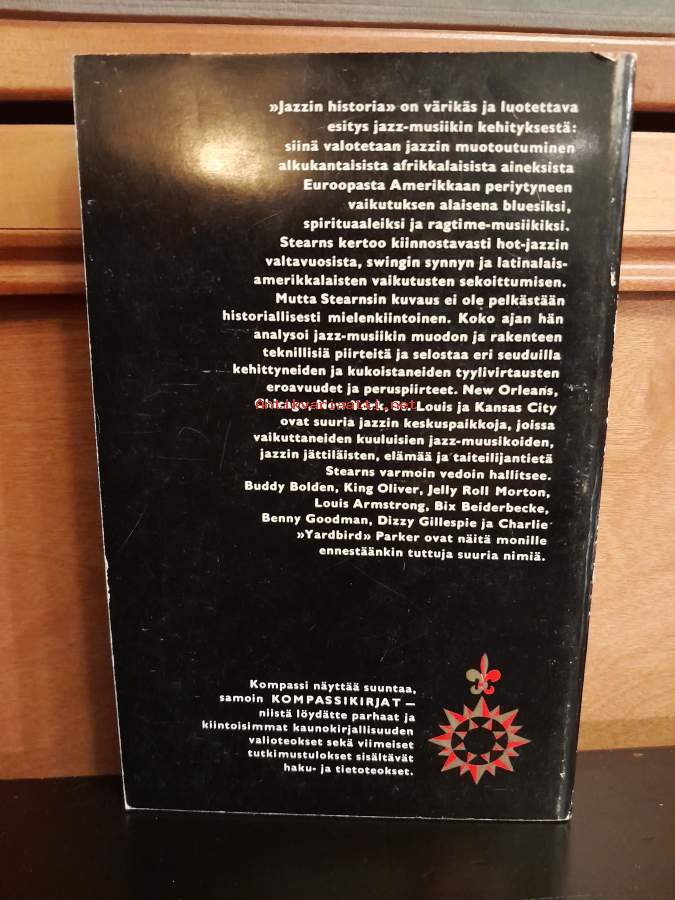 »Jazzin historia» on värikäs ja luotettava
esitys jazz-musiikin kehityksestä:
siinä valotetaan jazzin muotoutuminen
alkukantaisista afrikkalaisista aineksista
Euroopasta Amerikkaan periytyneen
vaikutuksen alaisena bluesiksi,
spirituaaleiksi ja ragtime-musiikiksi.
Stearns kertoo kiinnostavasti hot-jazzin
valtavuosista, swingin synnyn ja latinalais-
amerikkalaisten vaikutusten sekoittumisen.
Mutta Stearnsin kuvaus ei ole pelkästään
historiallisesti mielenkiintoinen. Koko ajan hän
analysoi jazz-musiikin muodon ja rakenteen
teknillisiä piirteitä ja selostaa eri seuduilla
kehittyneiden ja kukoistaneiden tyylivirtausten
eroavuudet ja peruspiirteet. New Orleans,
Chicago, New York, St. Louis ja Kansas City
antikvariaatti.net
ovat suuria jazzin keskuspaikkoja, joissa
vaikuttaneiden kuuluisien jazz-muusikoiden,
jazzin jättiläisten, elämää ja taiteilijantietä
Stearns varmoin vedoin hallitsee.
Buddy Bolden, King Oliver, Jelly Roll Morton,
Louis Armstrong, Bix Beiderbecke,
Benny Goodman, Dizzy Gillespie ja Charlie
»Yardbird» Parker ovat näitä monille
ennestäänkin tuttuja suuria nimiä.
Kompassi näyttää suuntaa,
samoin KOMPASSIKIRJAT —
niistä löydätte parhaat ja
kiintoisimmat kaunokirjallisuuden
valioteokset sekä viimeiset
tutkimustulokset sisältävät
haku- ja tietoteokset.